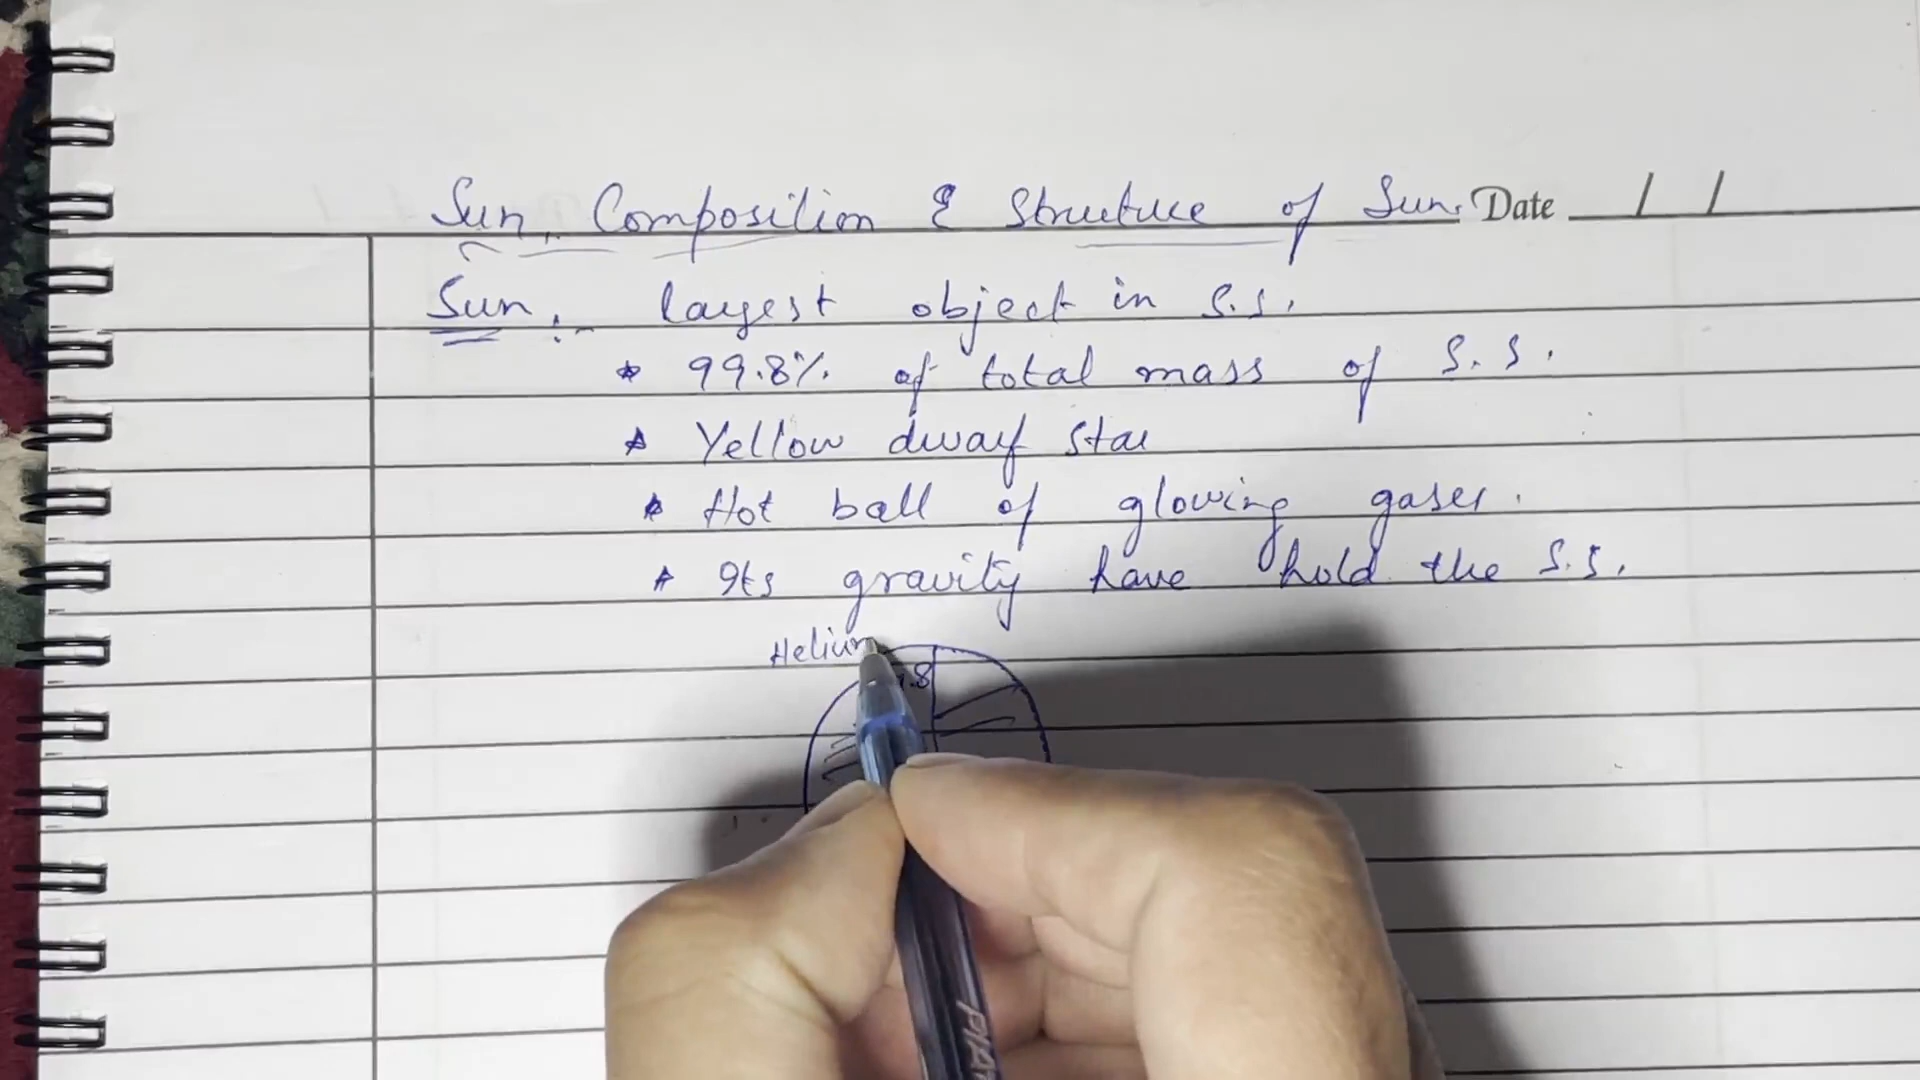 Sun, Composition & Structure of Sun. Date / /
Sun :- largest object in S.S.
* 99.8% of total mass of S.S.
* Yellow dwarf star
* Hot ball of glowing gases.
* Its gravity have hold the S.S.
Helium
.8